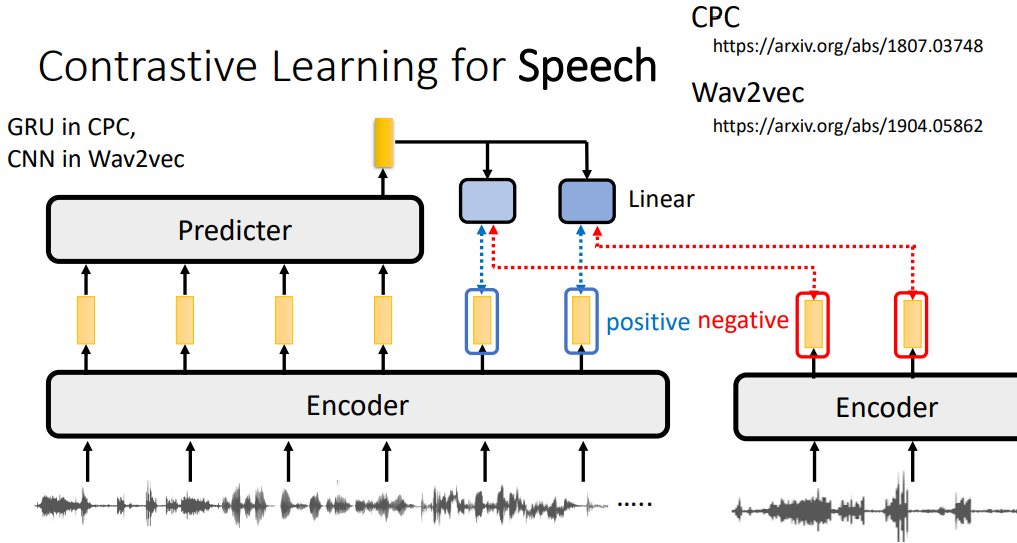 Contrastive Learning for Speech
CPC
https://arxiv.org/abs/1807.03748
Wav2vec
https://arxiv.org/abs/1904.05862
GRU in CPC,
CNN in Wav2vec
Predicter
Linear
positive negative
Encoder
Encoder
.....